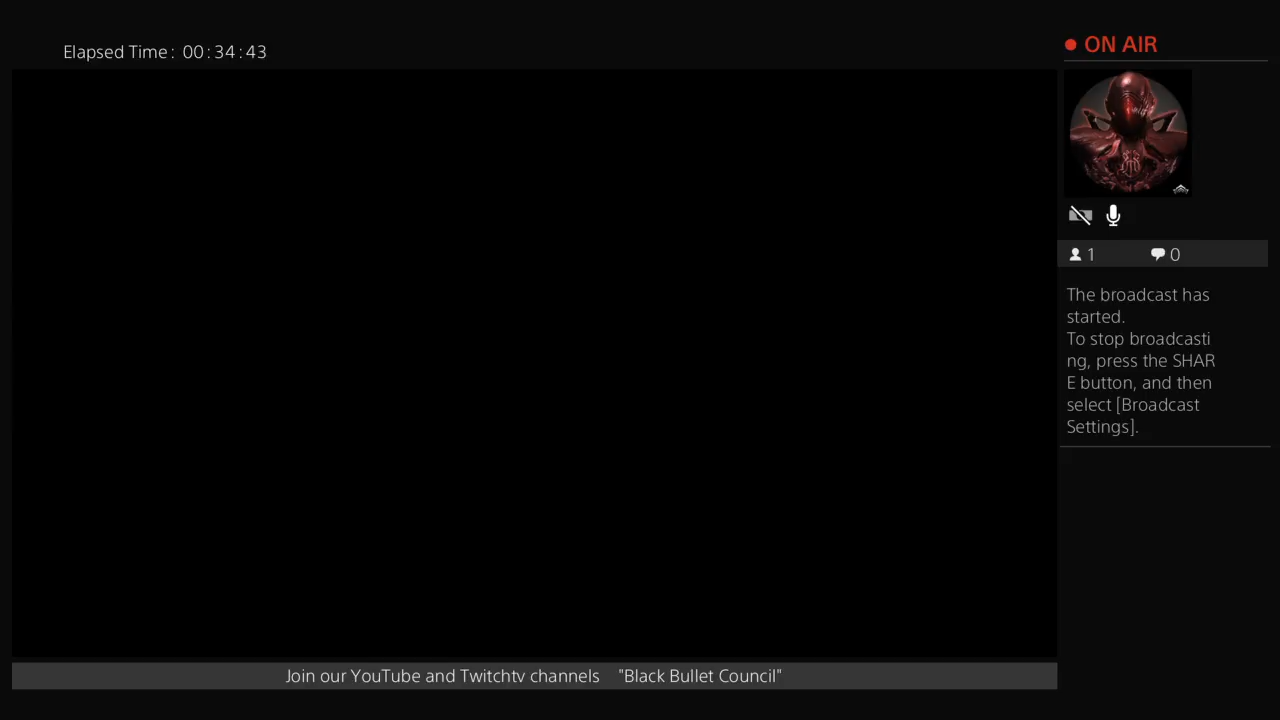 Elapsed Time: 00:34:43
ON AIR
1 0
The broadcast has
started.
To stop broadcasti
ng, press the SHAR
E button, and then
select [Broadcast
Settings].
Join our YouTube and Twitchtv channels "Black Bullet Council"